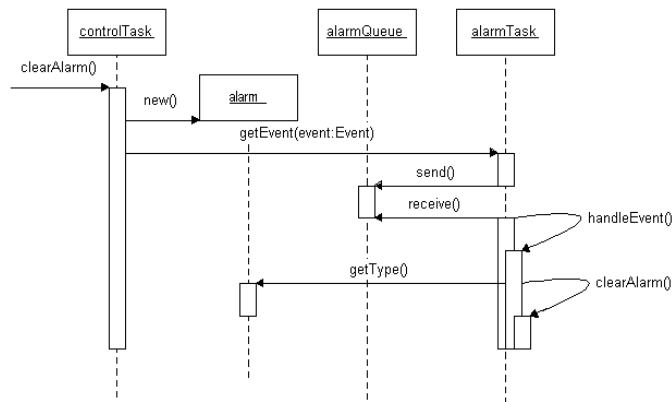 controlTask
alarmQueue
alarmTask
clearAlarm()
new()
alarm
getEvent(event:Event)
send()
receive()
handleEvent()
getType()
clearAlarm()